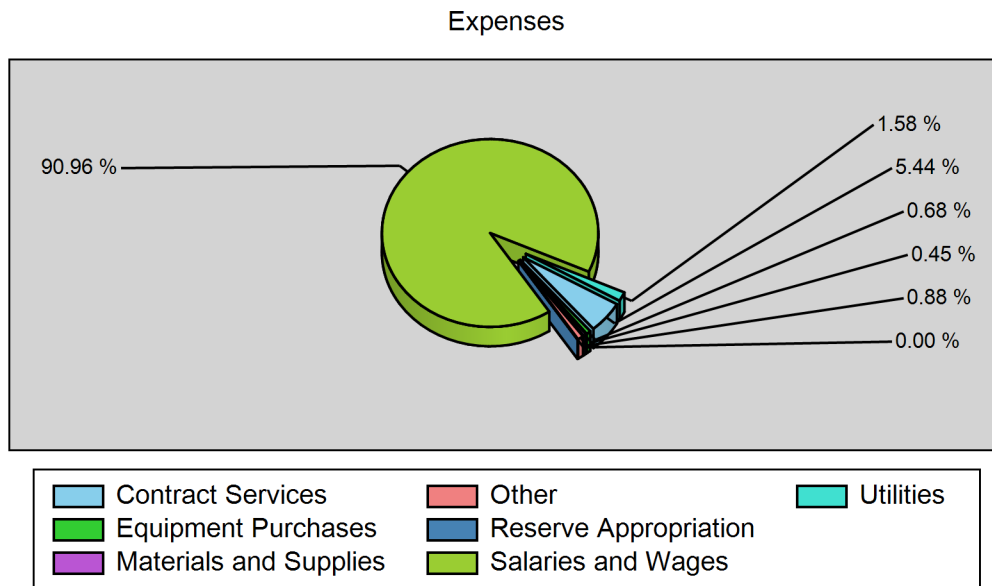 Expenses
90.96 %
1.58 %
5.44 %
0.68 %
0.45 %
0.88 %
0.00 %
Contract Services
Other
Utilities
Equipment Purchases
Reserve Appropriation
Materials and Supplies
Salaries and Wages